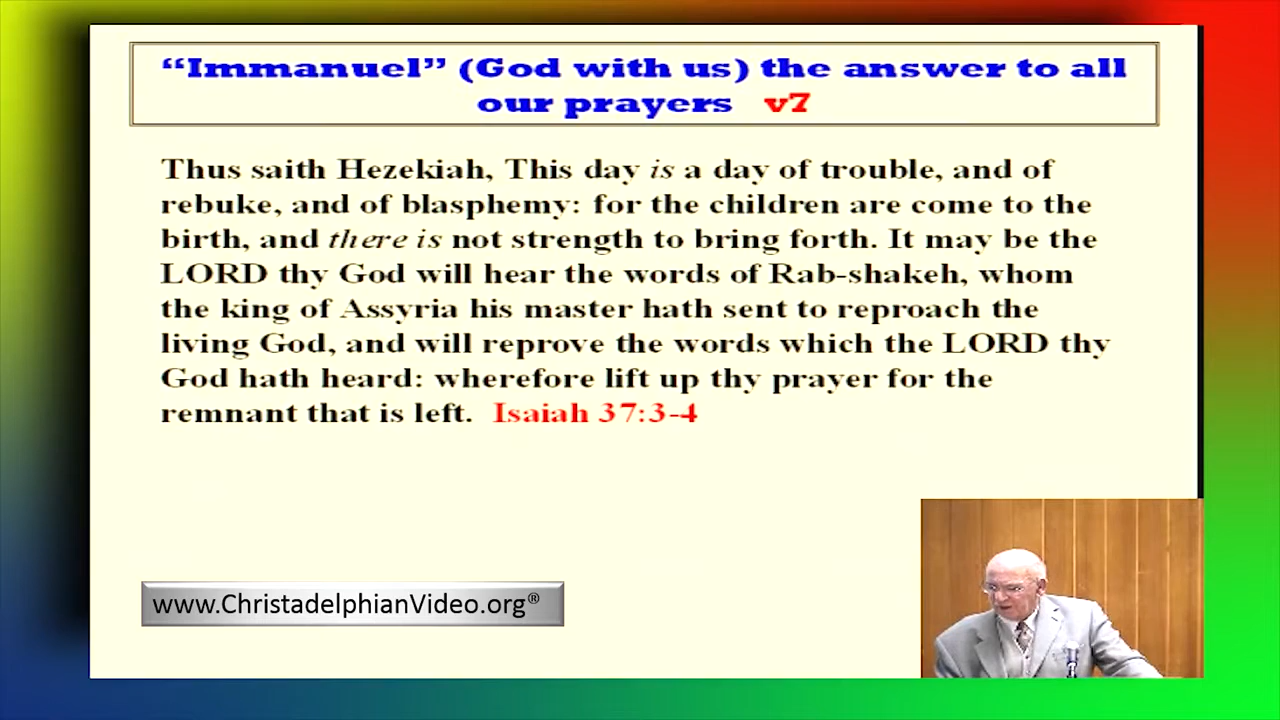 “Immanuel” (God with us) the answer to all
our prayers v7
Thus saith Hezekiah, This day is a day of trouble, and of
rebuke, and of blasphemy: for the children are come to the
birth, and there is not strength to bring forth. It may be the
LORD thy God will hear the words of Rab-shakeh, whom
the king of Assyria his master hath sent to reproach the
living God, and will reprove the words which the LORD thy
God hath heard: wherefore lift up thy prayer for the
remnant that is left. Isaiah 37:3-4
www.ChristadelphianVideo.org®